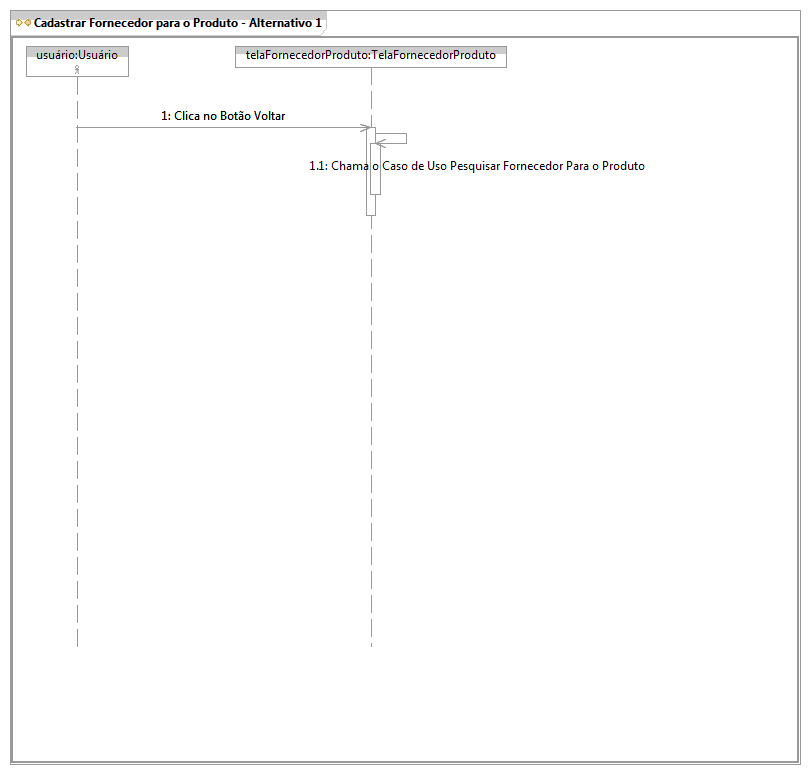 Cadastrar Fornecedor para o Produto - Alternativo 1
usuário:Usuário
telaFornecedorProduto:TelaFornecedorProduto
1: Clica no Botão Voltar
1.1: Chama o Caso de Uso Pesquisar Fornecedor Para o Produto